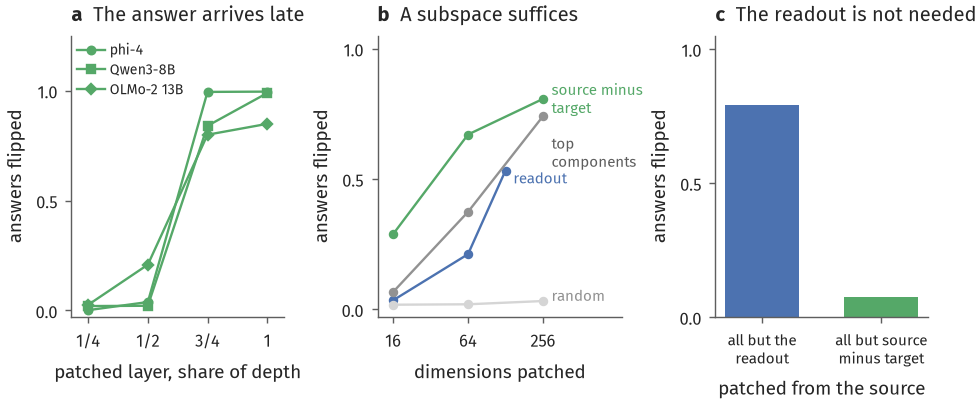 a The answer arrives late
phi-4
Qwen3-8B
OLMo-2 13B
answers flipped
1.0
0.5
0.0
1/4
1/2
3/4
1
patched layer, share of depth
b A subspace suffices
answers flipped
1.0
0.5
0.0
source minus
target
top
components
readout
random
16
64
256
dimensions patched
c The readout is not needed
answers flipped
1.0
0.5
0.0
all but the
readout
all but source
minus target
patched from the source